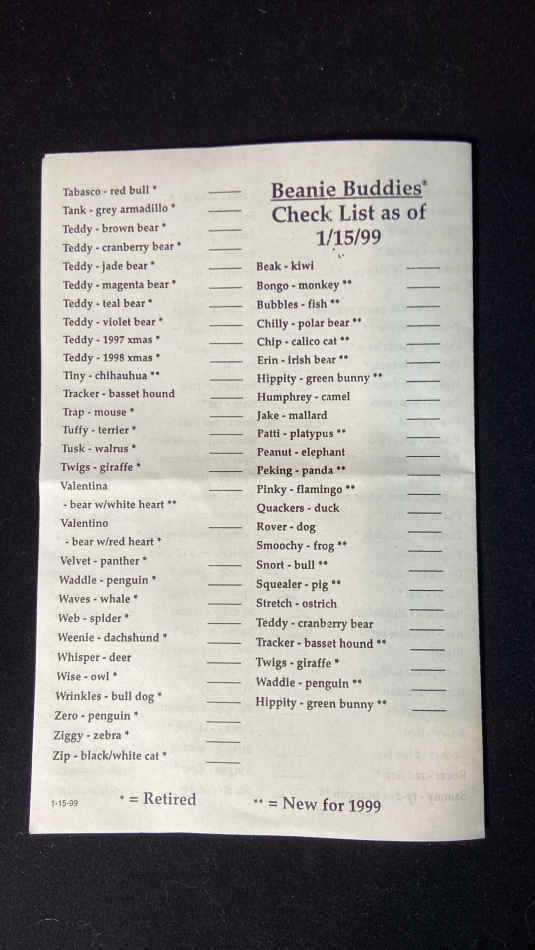 Tabasco - red bull *
Tank - grey armadillo *
Teddy - brown bear *
Teddy - cranberry bear *
Teddy - jade bear *
Teddy - magenta bear *
Teddy - teal bear *
Teddy - violet bear *
Teddy - 1997 xmas *
Teddy - 1998 xmas *
Tiny - chihauhua **
Tracker - basset hound
Trap - mouse *
Tuffy - terrier *
Tusk - walrus *
Twigs - giraffe *
Valentina
- bear w/white heart **
Valentino
- bear w/red heart *
Velvet - panther *
Waddle - penguin *
Waves - whale *
Web - spider *
Weenie - dachshund *
Whisper - deer
Wise - owl *
Wrinkles - bull dog *
Zero - penguin *
Ziggy - zebra *
Zip - black/white cat *
Beanie Buddies*
Check List as of
1/15/99
Beak - kiwi
Bongo - monkey **
Bubbles - fish **
Chilly - polar bear **
Chip - calico cat **
Erin - irish bear **
Hippity - green bunny **
Humphrey - camel
Jake - mallard
Patti - platypus **
Peanut - elephant
Peking - panda **
Pinky - flamingo **
Quackers - duck
Rover - dog
Smoochy - frog **
Snort - bull **
Squealer - pig **
Stretch - ostrich
Teddy - cranberry bear
Tracker - basset hound **
Twigs - giraffe *
Waddle - penguin **
Hippity - green bunny **
1-15-99
* = Retired
** = New for 1999